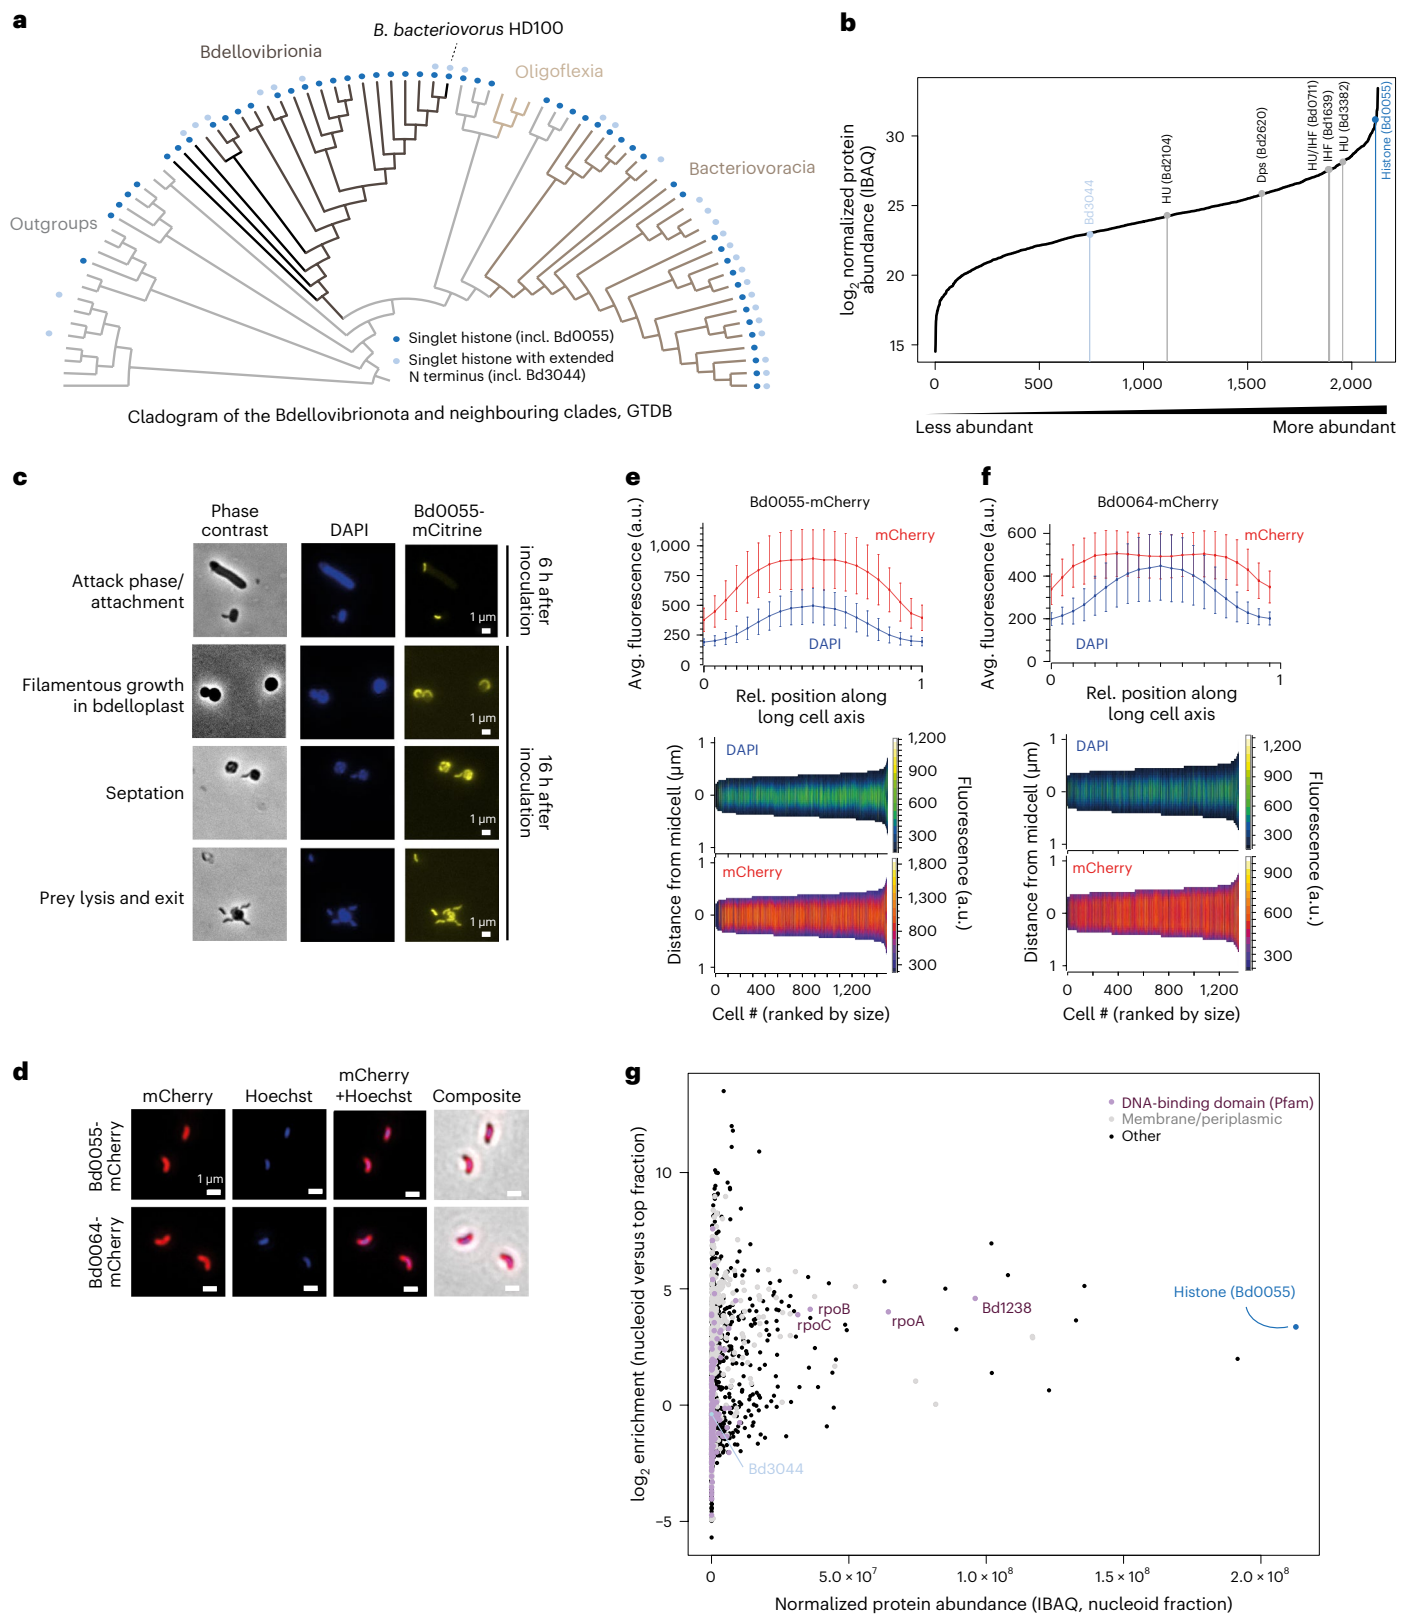 a
B. bacteriovorus HD100
Bdellovibrionia
Oligoflexia
Bacteriovoracia
Outgroups
Singlet histone (incl. Bd0055)
Singlet histone with extended
N terminus (incl. Bd3044)
Cladogram of the Bdellovibrionota and neighbouring clades, GTDB
b
log2 normalized protein
abundance (IBAQ)
30
25
20
15
Bd3044
HU (Bd2104)
Dps (Bd2620)
HU/IHF (Bd0711)
IHF (Bd1639)
HU (Bd3382)
Histone (Bd0055)
0
500
1,000
1,500
2,000
Less abundant
More abundant
c
Phase
contrast
DAPI
Bd0055-
mCitrine
Attack phase/
attachment
1 µm
6 h after
inoculation
Filamentous growth
in bdelloplast
1 µm
Septation
1 µm
16 h after
inoculation
Prey lysis and exit
1 µm
d
mCherry
Hoechst
mCherry
+Hoechst
Composite
Bd0055-
mCherry
1 µm
Bd0064-
mCherry
e
Bd0055-mCherry
Avg. fluorescence (a.u.)
1,000
750
500
250
0
mCherry
DAPI
0
1
Rel. position along
long cell axis
Distance from midcell (µm)
1
0
1
DAPI
1,200
900
600
300
1
0
1
mCherry
1,800
1,300
800
300
Fluorescence (a.u.)
0
400
800
1,200
Cell # (ranked by size)
f
Bd0064-mCherry
Avg. fluorescence (a.u.)
600
400
200
0
mCherry
DAPI
0
1
Rel. position along
long cell axis
Distance from midcell (µm)
1
0
1
DAPI
1,200
900
600
300
1
0
1
mCherry
900
600
300
Fluorescence (a.u.)
0
400
800
1,200
Cell # (ranked by size)
g
log2 enrichment (nucleoid versus top fraction)
10
5
0
−5
DNA-binding domain (Pfam)
Membrane/periplasmic
Other
Histone (Bd0055)
Bd1238
rpoB
rpoC
rpoA
Bd3044
0
5.0 × 10^7
1.0 × 10^8
1.5 × 10^8
2.0 × 10^8
Normalized protein abundance (IBAQ, nucleoid fraction)